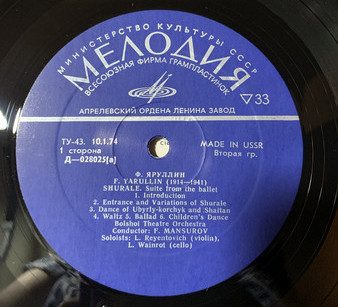 МИНИСТЕРСТВО КУЛЬТУРЫ СССР
МЕЛОДИЯ
ВСЕСОЮЗНАЯ ФИРМА ГРАМПЛАСТИНОК
▽33
АПРЕЛЕВСКИЙ ОРДЕНА ЛЕНИНА ЗАВОД
ТУ-43. 10.1.74
1 сторона
Д—028025(а)
MADE IN USSR
Вторая гр.
Ф. ЯРУЛЛИН
F. YARULLIN (1914—1941)
SHURALE. Suite from the ballet
1. Introduction
2. Entrance and Variations of Shurale
3. Dance of Ubyrly-korchyk and Shaitan
4. Waltz 5. Ballad 6. Children's Dance
Bolshoi Theatre Orchestra
Conductor: F. MANSUROV
Soloists: L. Reyentovich (violin),
L. Wainrot (cello)